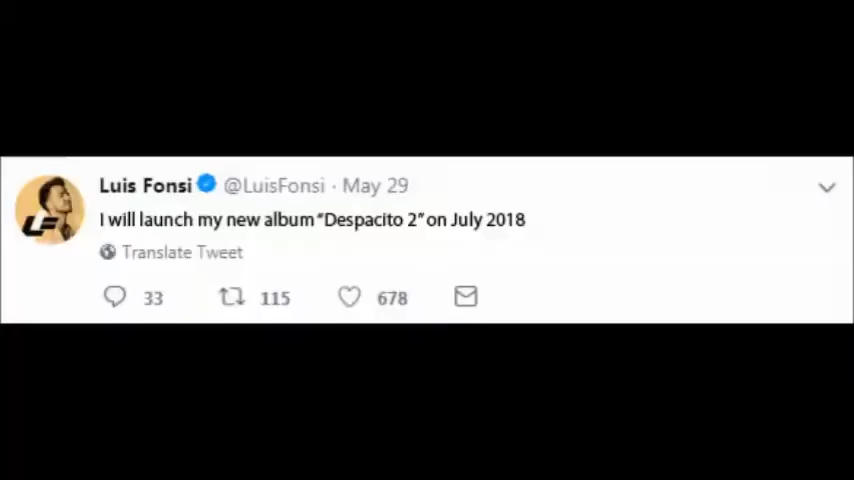 Luis Fonsi @LuisFonsi · May 29
I will launch my new album “Despacito 2” on July 2018
Translate Tweet
33 115 678